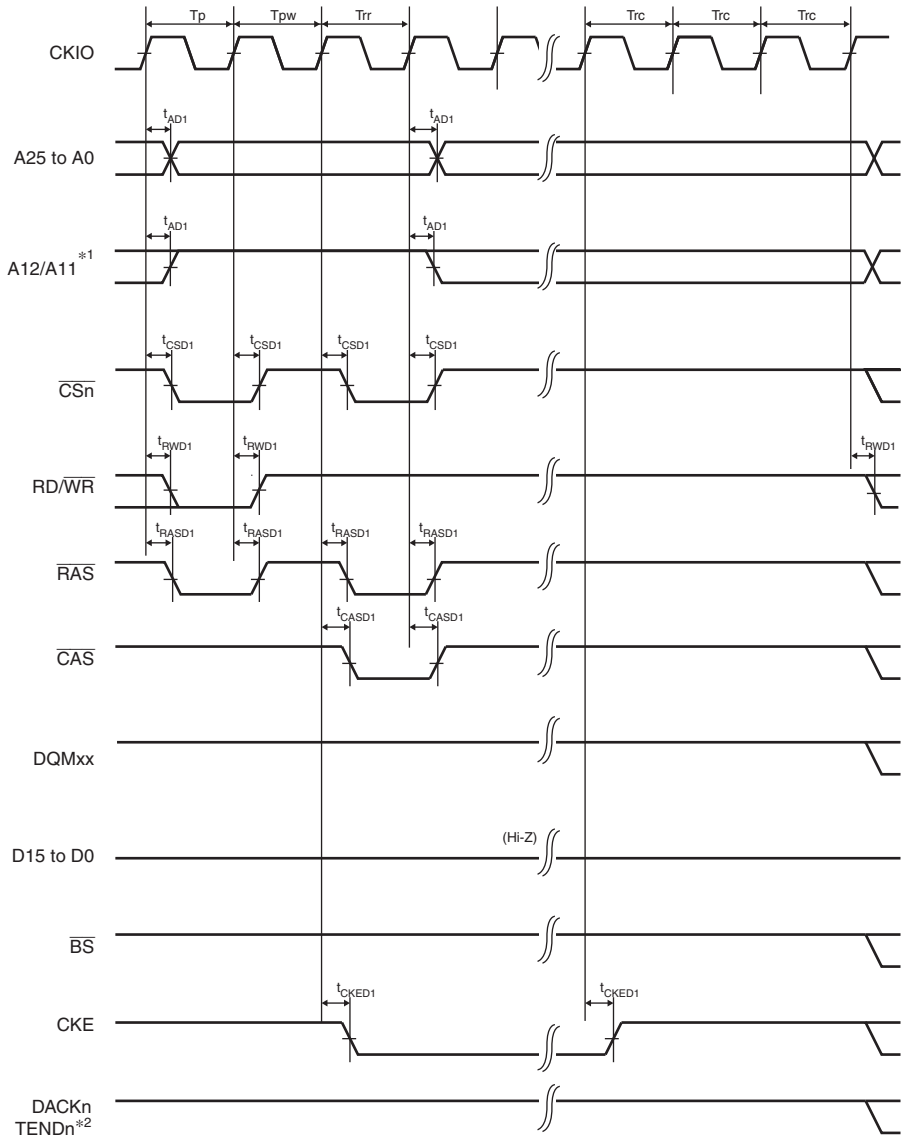 Tp Tpw Trr Trc Trc Trc
CKIO
tAD1 tAD1
A25 to A0
tAD1 tAD1
A12/A11 *1
tCSD1 tCSD1 tCSD1 tCSD1
CSn
tRWD1 tRWD1 tRWD1
RD/WR
tRASD1 tRASD1 tRASD1 tRASD1
RAS
tCASD1 tCASD1
CAS
DQMxx
(Hi-Z)
D15 to D0
BS
tCKED1 tCKED1
CKE
DACKn
TENDn*2